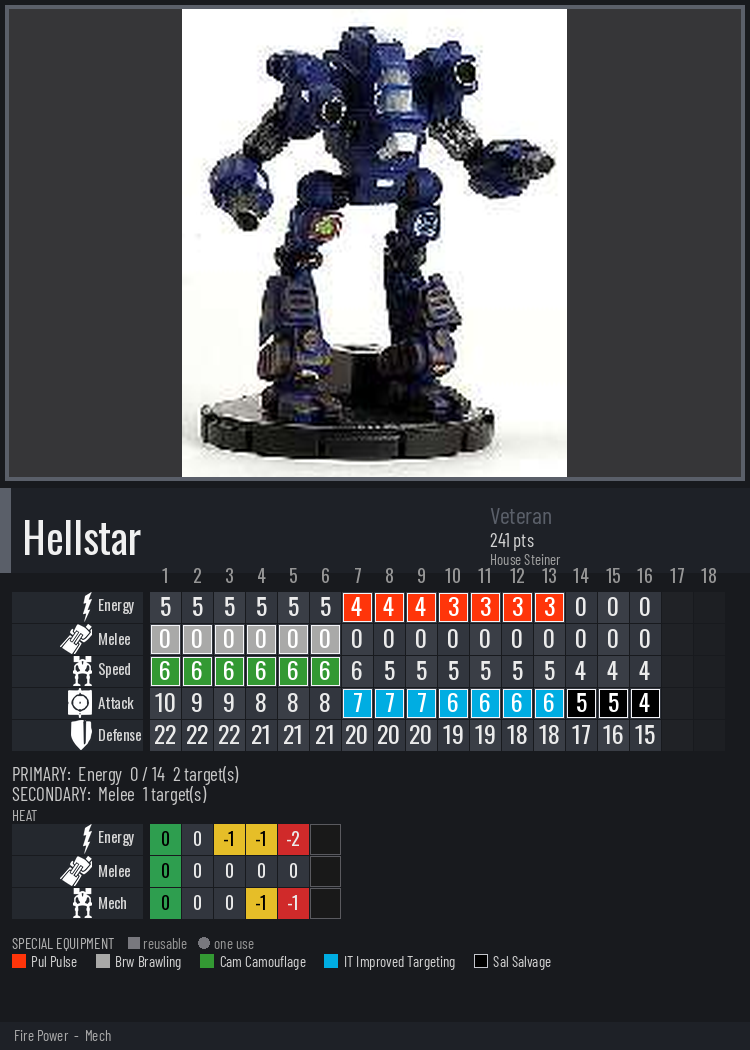 Hellstar
Veteran
241 pts
House Steiner
1 2 3 4 5 6 7 8 9 10 11 12 13 14 15 16 17 18
Energy 5 5 5 5 5 5 4 4 4 3 3 3 3 0 0 0
Melee 0 0 0 0 0 0 0 0 0 0 0 0 0 0 0 0
Speed 6 6 6 6 6 6 6 5 5 5 5 5 5 4 4 4
Attack 10 9 9 8 8 8 7 7 7 6 6 6 6 5 5 4
Defense 22 22 22 21 21 21 20 20 20 19 19 18 18 17 16 15
PRIMARY: Energy 0 / 14 2 target(s)
SECONDARY: Melee 1 target(s)
HEAT
Energy 0 0 -1 -1 -2
Melee 0 0 0 0 0
Mech 0 0 0 -1 -1
SPECIAL EQUIPMENT reusable one use
Pul Pulse Brw Brawling Cam Camouflage IT Improved Targeting Sal Salvage
Fire Power - Mech